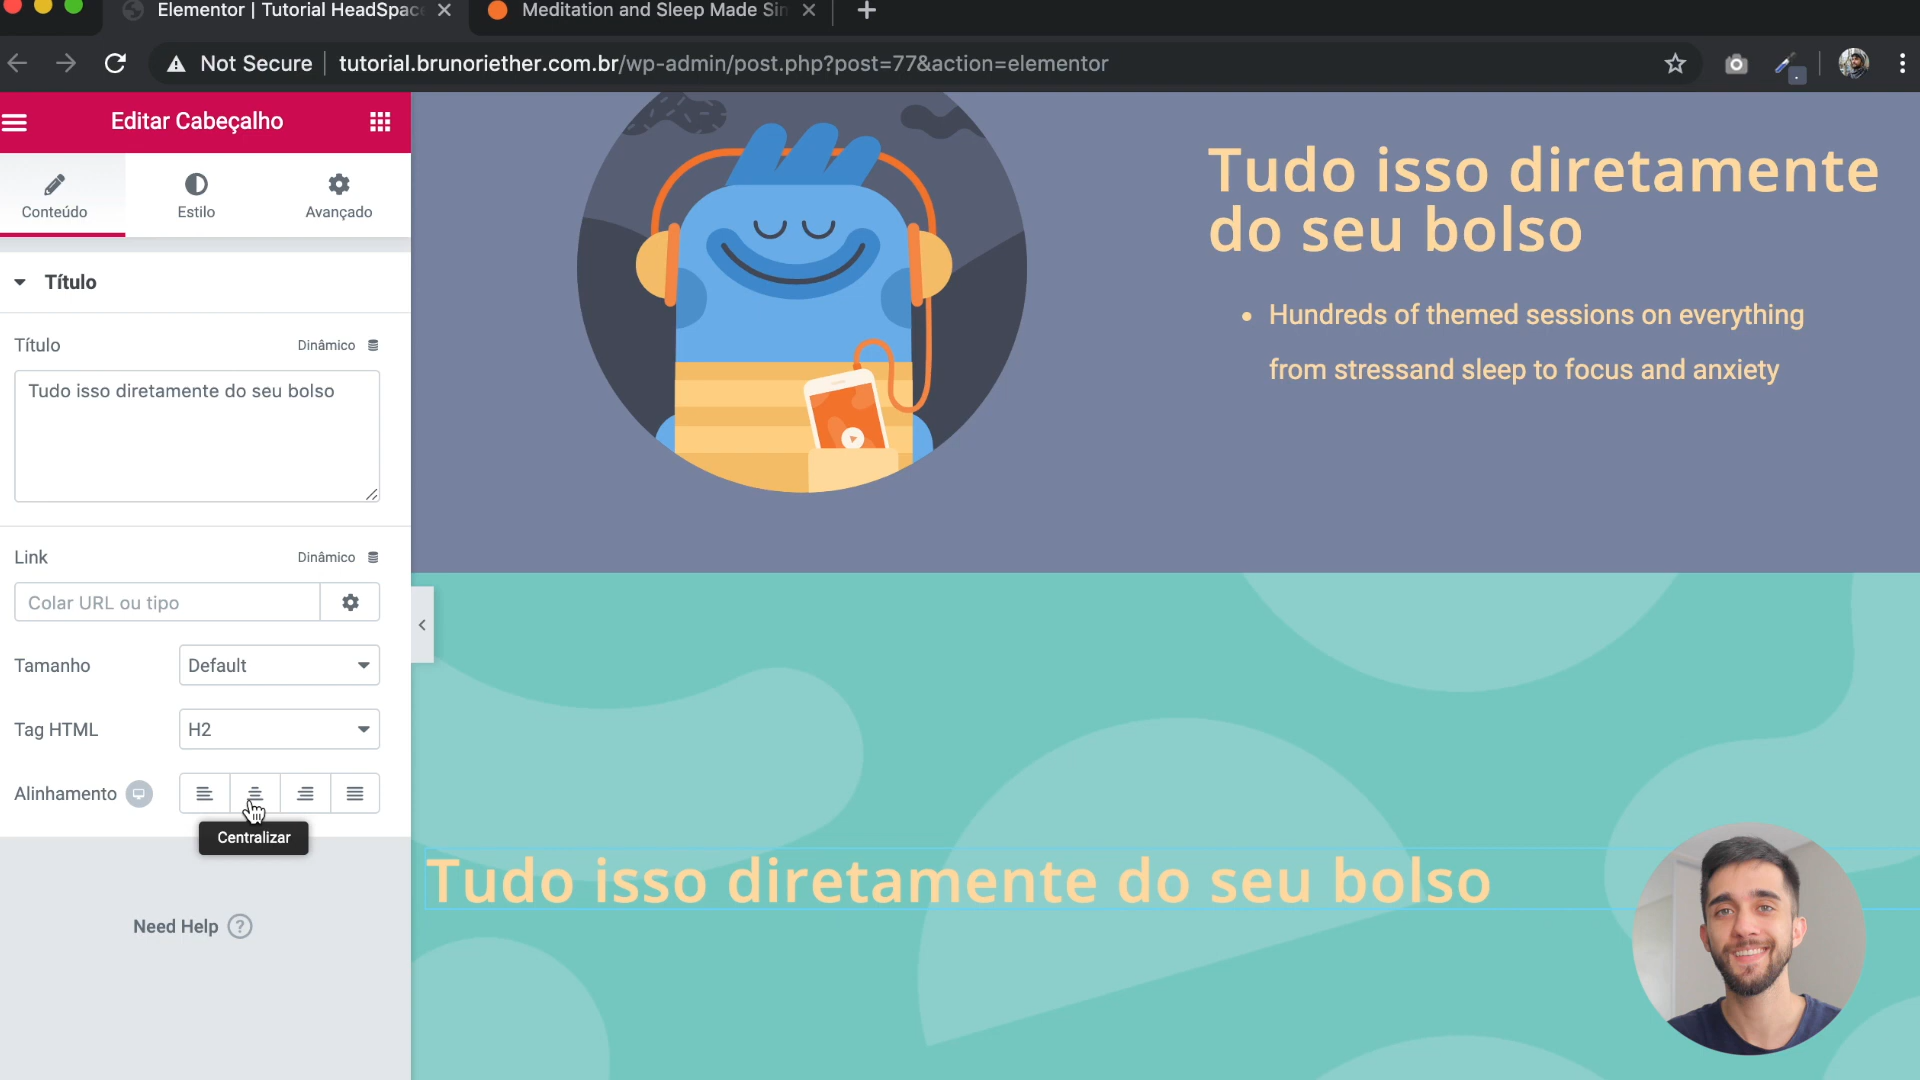 Elementor | Tutorial HeadSpac
Meditation and Sleep Made Sim
Not Secure
tutorial.brunoriether.com.br/wp-admin/post.php?post=77&action=elementor
Editar Cabeçalho
Conteúdo
Estilo
Avançado
Título
Título
Dinâmico
Tudo isso diretamente do seu bolso
Link
Dinâmico
Colar URL ou tipo
Tamanho
Default
Tag HTML
H2
Alinhamento
Centralizar
Need Help
?
Tudo isso diretamente
do seu bolso
• Hundreds of themed sessions on everything
from stressand sleep to focus and anxiety
Tudo isso diretamente do seu bolso